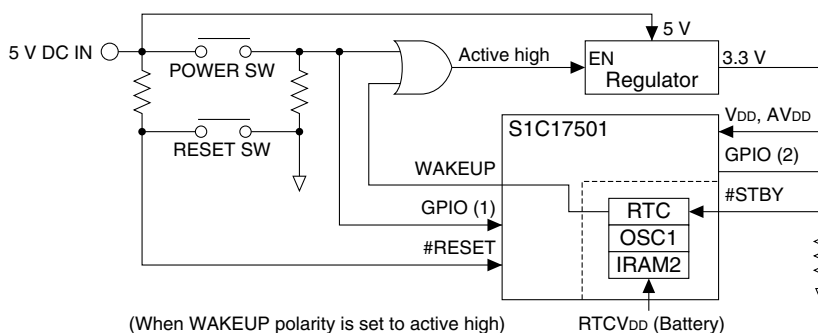 5 V DC IN
POWER SW
RESET SW
Active high
5 V
EN
Regulator
3.3 V
S1C17501
VDD, AVDD
GPIO (2)
WAKEUP
#STBY
GPIO (1)
RTC
OSC1
IRAM2
#RESET
(When WAKEUP polarity is set to active high)
RTCVDD (Battery)